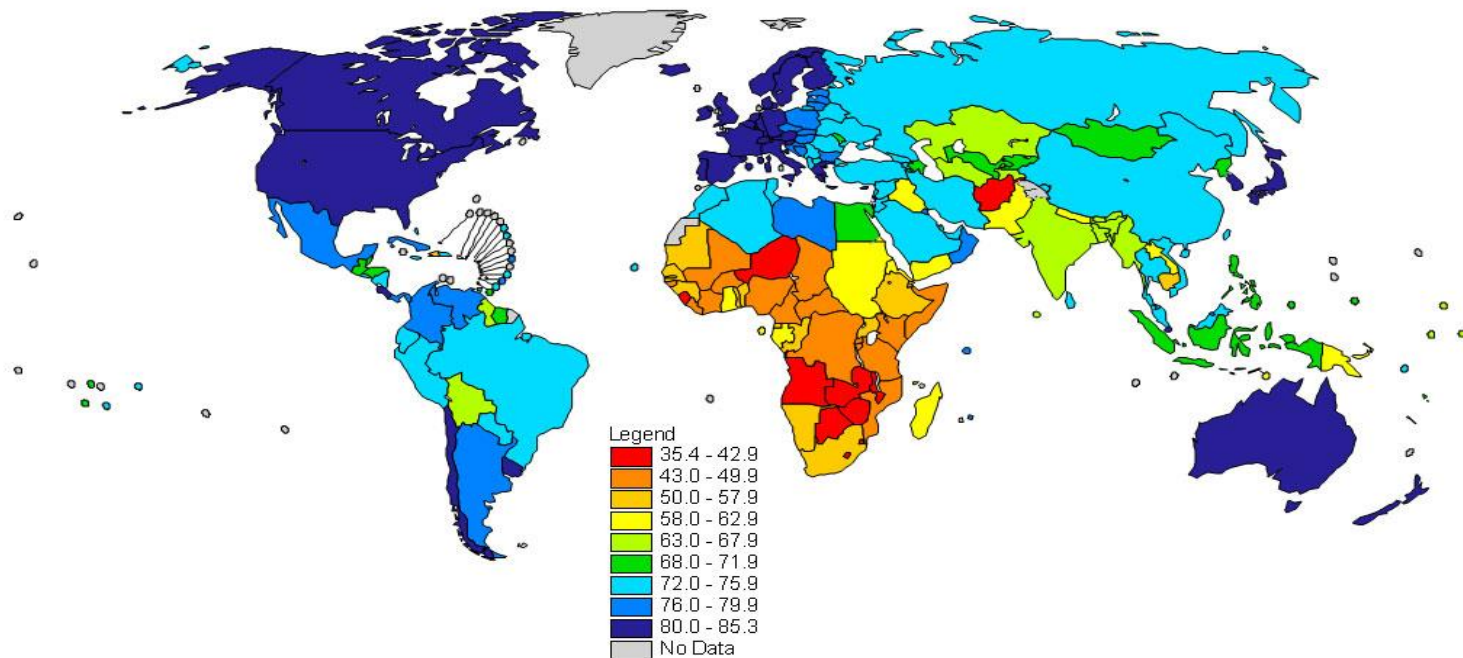 Legend
35.4 - 42.9
43.0 - 49.9
50.0 - 57.9
58.0 - 62.9
63.0 - 67.9
68.0 - 71.9
72.0 - 75.9
76.0 - 79.9
80.0 - 85.3
No Data